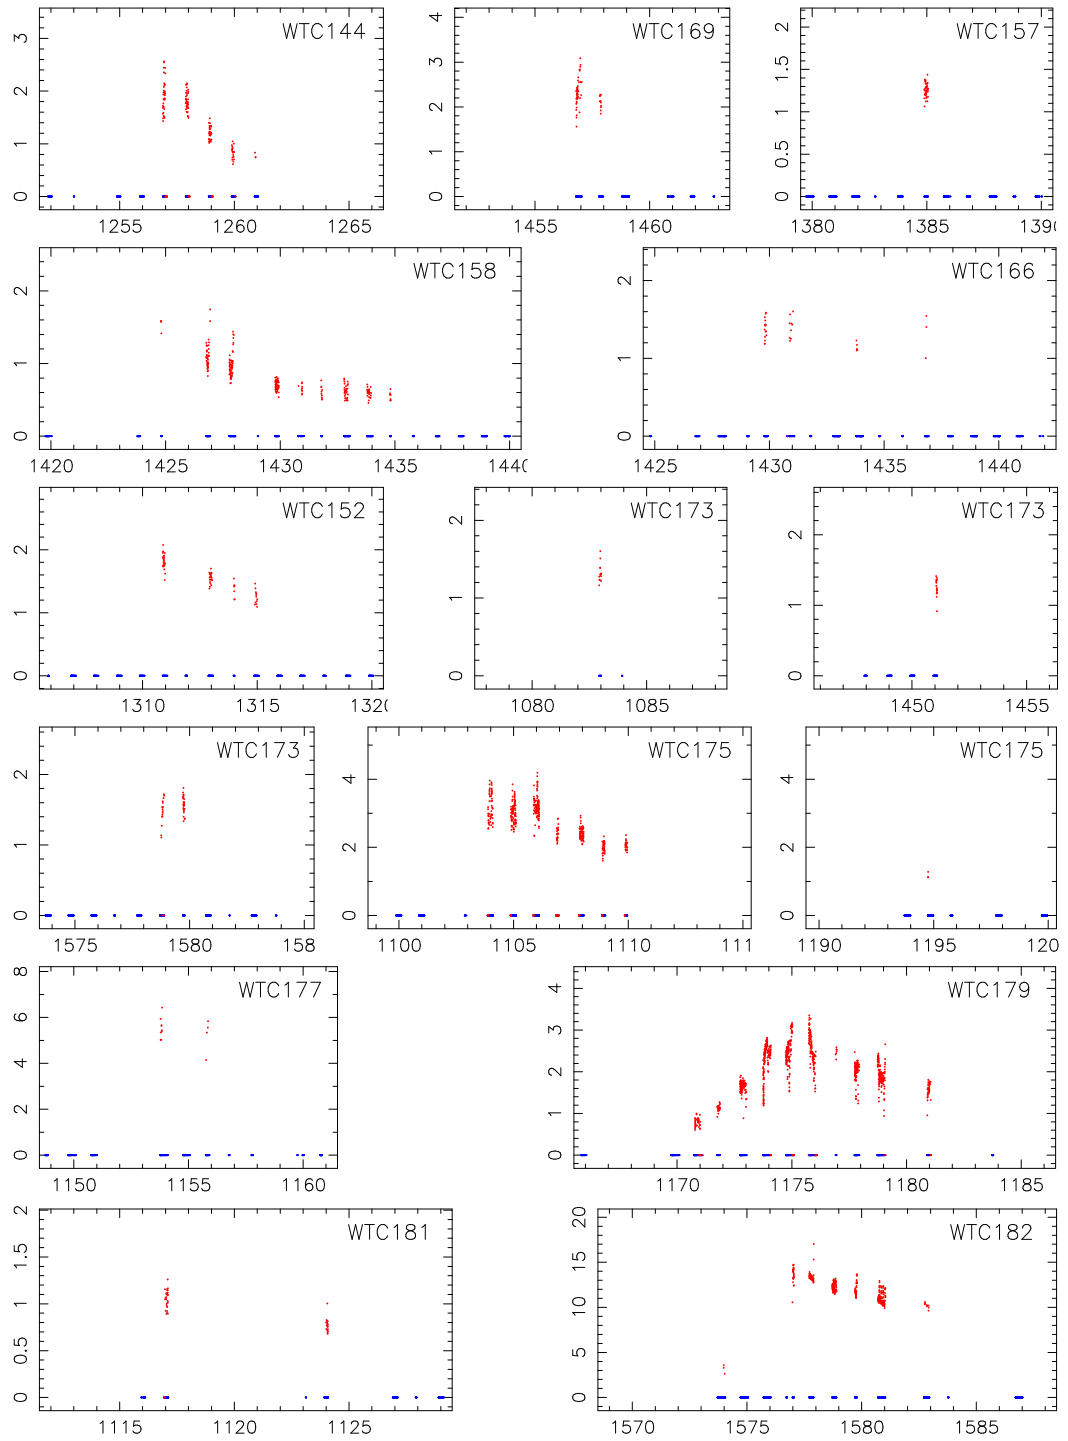 WTC144 WTC169 WTC157
0 1 2 3
0 1 2 3 4
0 0.5 1 1.5 2
1255 1260 1265
1455 1460
1380 1385 1390
WTC158 WTC166
0 1 2
0 1 2
1420 1425 1430 1435 1440
1425 1430 1435 1440
WTC152 WTC173 WTC173
0 1 2
0 1 2
0 1 2
1310 1315 1320
1080 1085
1450 1455
WTC173 WTC175 WTC175
0 1 2
0 2 4
0 2 4
1575 1580 158
1100 1105 1110 111
1190 1195 120
WTC177 WTC179
0 2 4 6 8
0 1 2 3 4
1150 1155 1160
1170 1175 1180 1185
WTC181 WTC182
0 0.5 1 1.5 2
0 5 10 15 20
1115 1120 1125
1570 1575 1580 1585